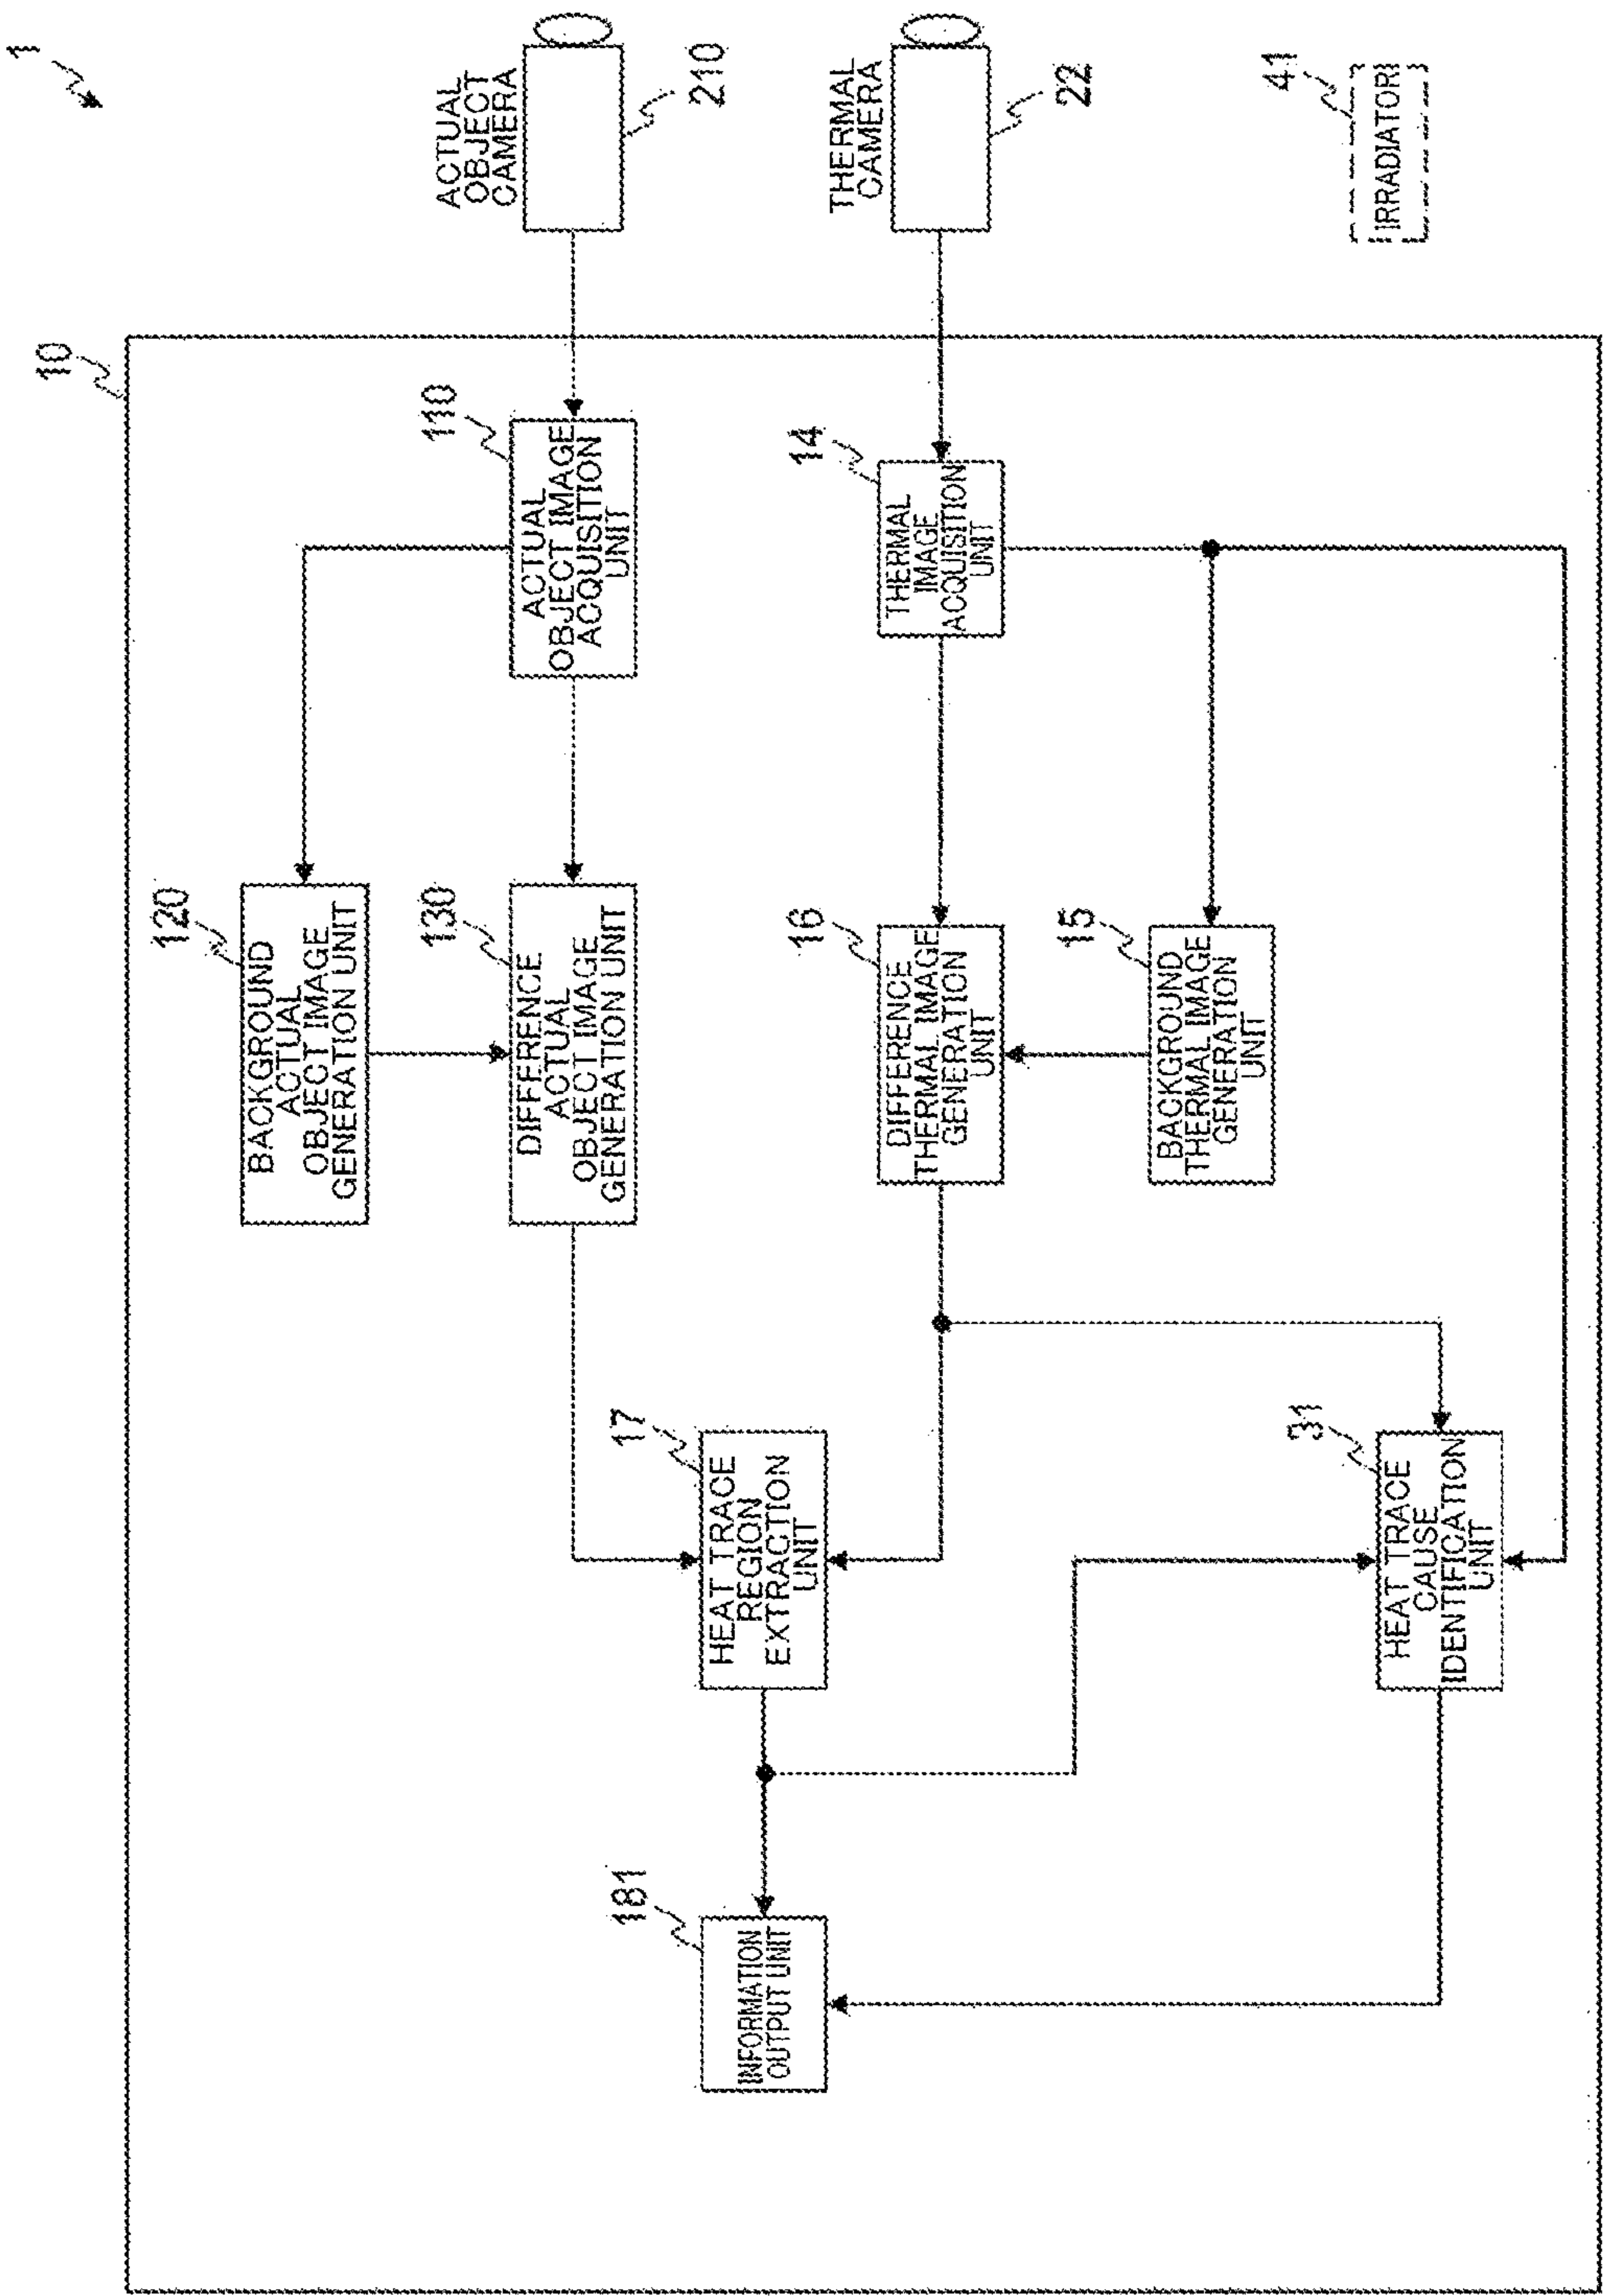 1
ACTUAL
OBJECT
CAMERA
210
THERMAL
CAMERA
22
41
IRRADIATOR
10
110
ACTUAL
OBJECT IMAGE
ACQUISITION
UNIT
14
THERMAL
IMAGE
ACQUISITION
UNIT
120
BACKGROUND
ACTUAL
OBJECT IMAGE
GENERATION UNIT
130
DIFFERENCE
ACTUAL
OBJECT IMAGE
GENERATION UNIT
16
DIFFERENCE
THERMAL IMAGE
GENERATION
UNIT
15
BACKGROUND
THERMAL IMAGE
GENERATION
UNIT
17
HEAT TRACE
REGION
EXTRACTION
UNIT
31
HEAT TRACE
CAUSE
IDENTIFICATION
UNIT
181
INFORMATION
OUTPUT UNIT